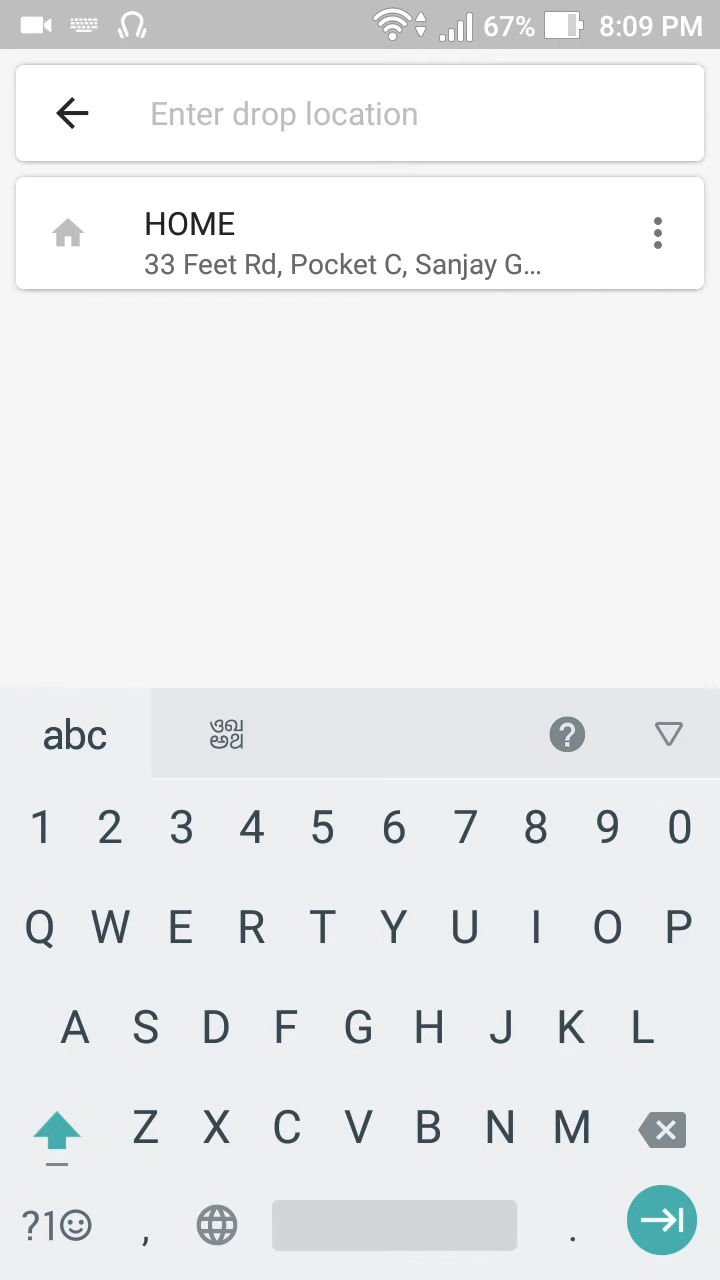 67% 8:09 PM
Enter drop location
HOME
33 Feet Rd, Pocket C, Sanjay G...
abc
?
1 2 3 4 5 6 7 8 9 0
Q W E R T Y U I O P
A S D F G H J K L
Z X C V B N M
?1 , .